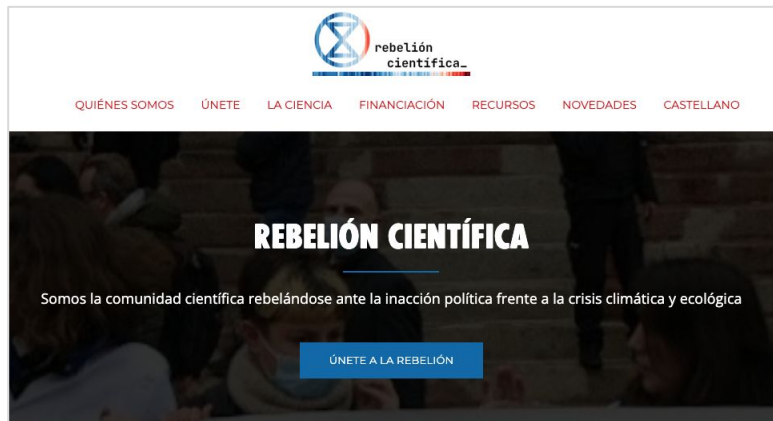 rebelión
científica_
QUIÉNES SOMOS ÚNETE LA CIENCIA FINANCIACIÓN RECURSOS NOVEDADES CASTELLANO
REBELIÓN CIENTÍFICA
Somos la comunidad científica rebelándose ante la inacción política frente a la crisis climática y ecológica
ÚNETE A LA REBELIÓN